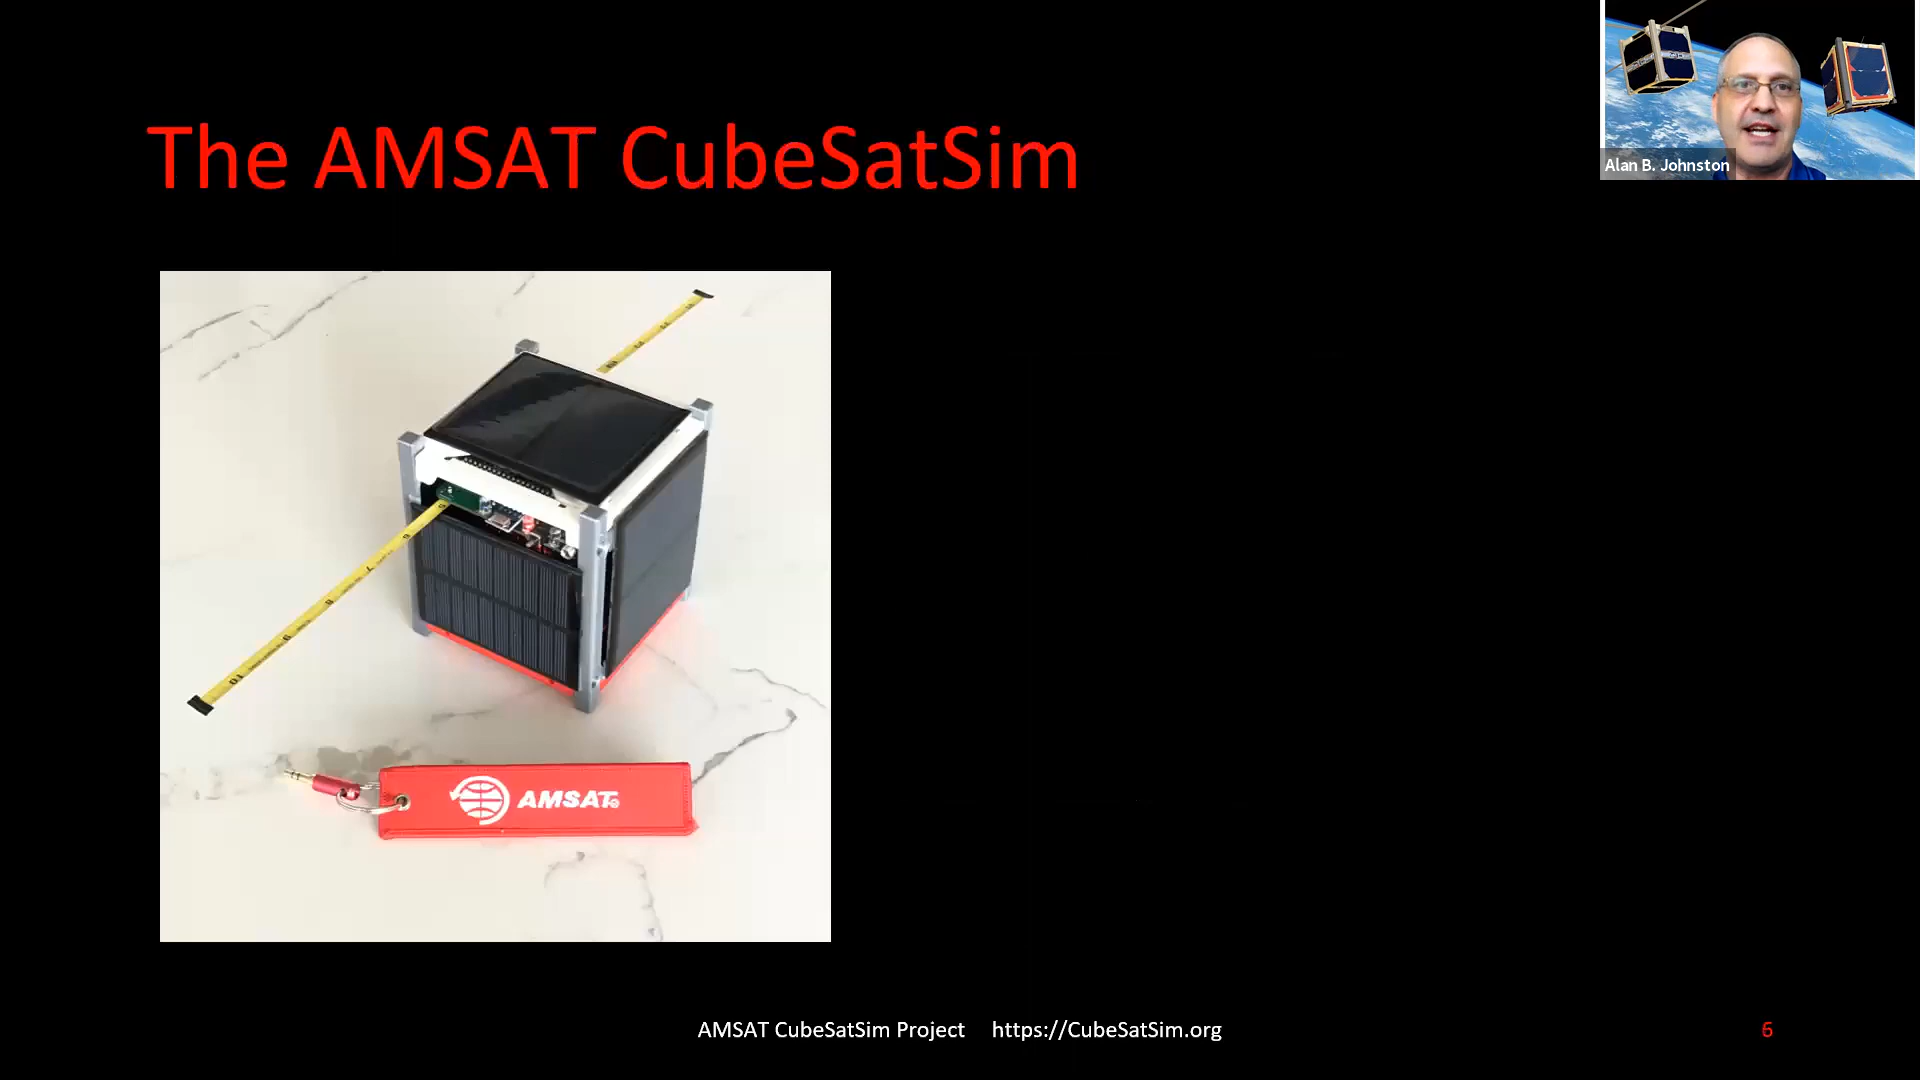 The AMSAT CubeSatSim
Alan B. Johnston
AMSAT
AMSAT CubeSatSim Project https://CubeSatSim.org
6